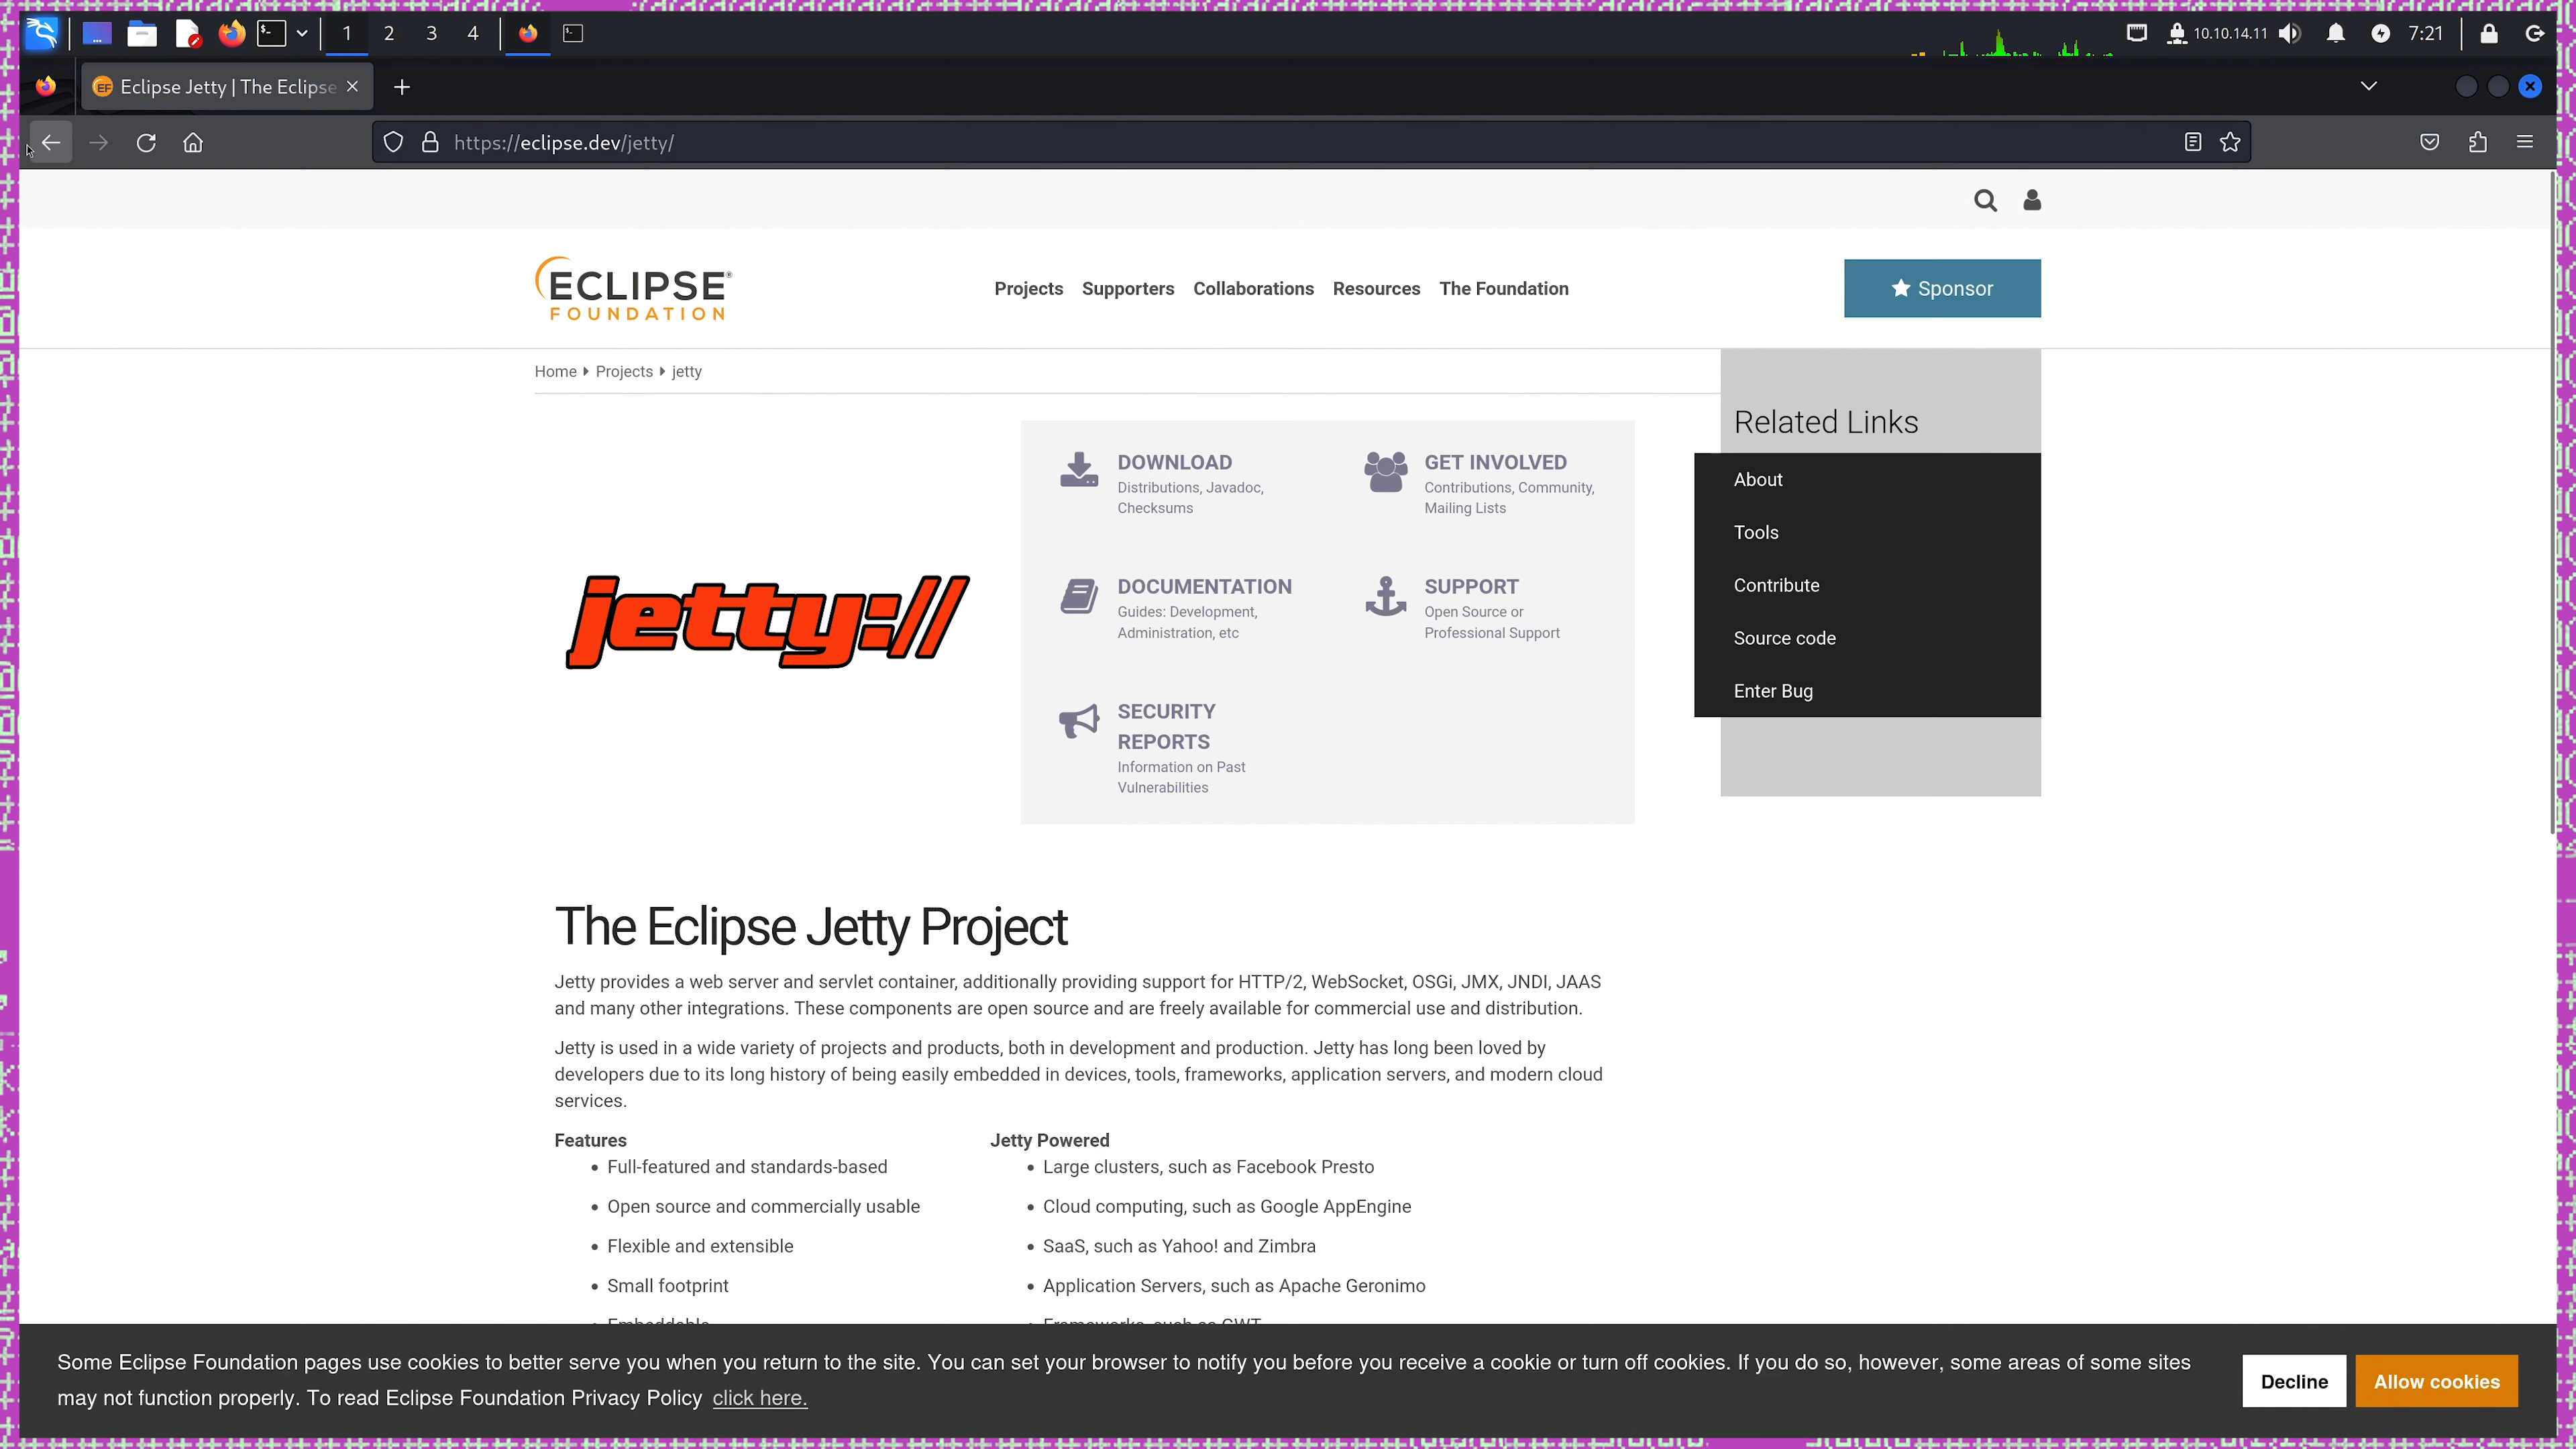 1 2 3 4 10.10.14.11 7:21
Eclipse Jetty | The Eclipse
https://eclipse.dev/jetty/
ECLIPSE®
FOUNDATION
Projects Supporters Collaborations Resources The Foundation
Sponsor
Home Projects jetty
jetty://
DOWNLOAD
Distributions, Javadoc,
Checksums
GET INVOLVED
Contributions, Community,
Mailing Lists
DOCUMENTATION
Guides: Development,
Administration, etc
SUPPORT
Open Source or
Professional Support
SECURITY
REPORTS
Information on Past
Vulnerabilities
Related Links
About
Tools
Contribute
Source code
Enter Bug
The Eclipse Jetty Project
Jetty provides a web server and servlet container, additionally providing support for HTTP/2, WebSocket, OSGi, JMX, JNDI, JAAS
and many other integrations. These components are open source and are freely available for commercial use and distribution.
Jetty is used in a wide variety of projects and products, both in development and production. Jetty has long been loved by
developers due to its long history of being easily embedded in devices, tools, frameworks, application servers, and modern cloud
services.
Features
• Full-featured and standards-based
• Open source and commercially usable
• Flexible and extensible
• Small footprint
• Embeddable
Jetty Powered
• Large clusters, such as Facebook Presto
• Cloud computing, such as Google AppEngine
• SaaS, such as Yahoo! and Zimbra
• Application Servers, such as Apache Geronimo
• Frameworks, such as GWT
Some Eclipse Foundation pages use cookies to better serve you when you return to the site. You can set your browser to notify you before you receive a cookie or turn off cookies. If you do so, however, some areas of some sites
may not function properly. To read Eclipse Foundation Privacy Policy click here.
Decline
Allow cookies